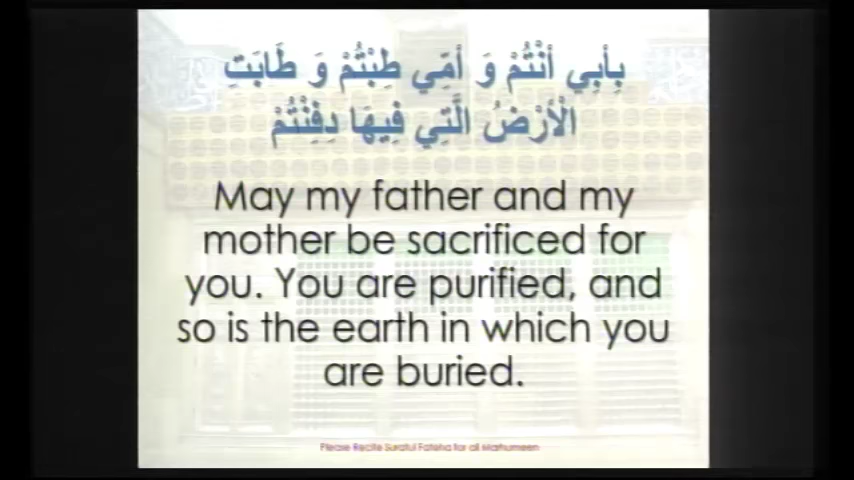 بِأَبِي أَنْتُمْ وَ أُمِّي طِبْتُمْ وَ طَابَتِ
الْأَرْضُ الَّتِي فِيهَا دُفِنْتُمْ
May my father and my
mother be sacrificed for
you. You are purified, and
so is the earth in which you
are buried.
Please Recite Suratul Fateha for all Marhumeen